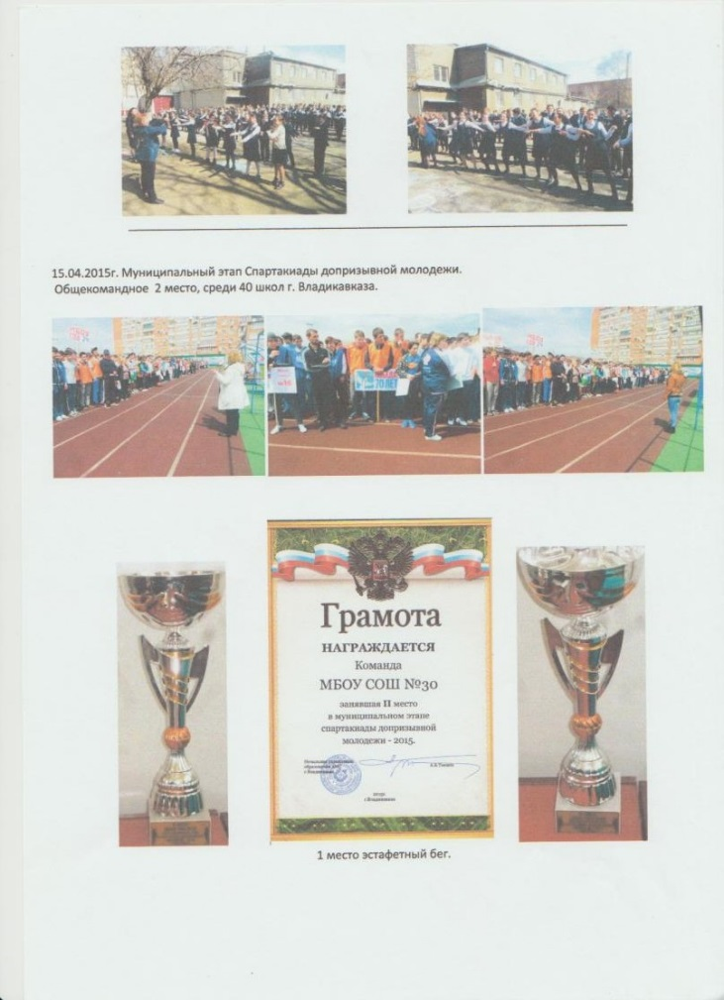 15.04.2015г. Муниципальный этап Спартакиады допризывной молодежи.
Общекомандное 2 место, среди 40 школ г. Владикавказа.
70 ЛЕТ
Грамота
НАГРАЖДАЕТСЯ
Команда
МБОУ СОШ №30
занявшая II место
в муниципальном этапе
спартакиады допризывной
молодежи - 2015.
г.Владикавказ
1 место эстафетный бег.